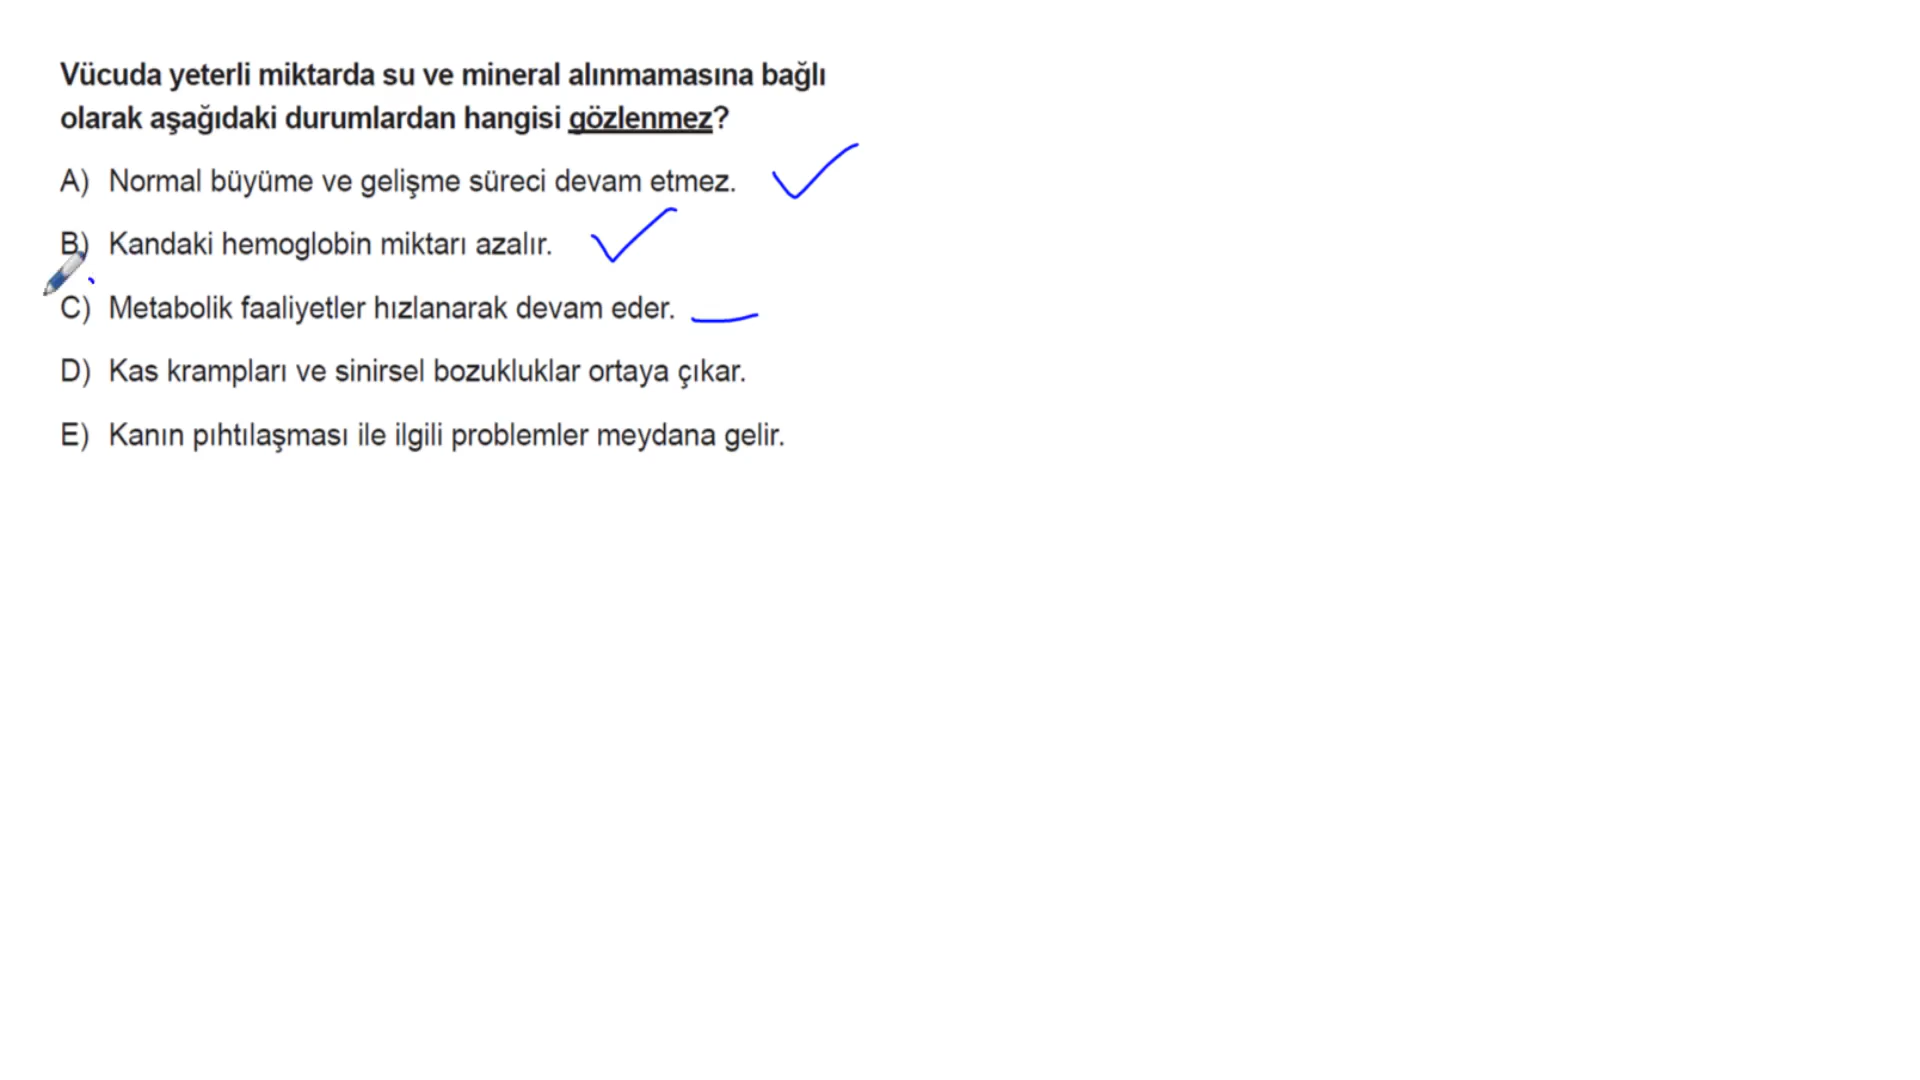 Vücuda yeterli miktarda su ve mineral alınmamasına bağlı
olarak aşağıdaki durumlardan hangisi gözlenmez?
A) Normal büyüme ve gelişme süreci devam etmez.
B) Kandaki hemoglobin miktarı azalır.
C) Metabolik faaliyetler hızlanarak devam eder.
D) Kas krampları ve sinirsel bozukluklar ortaya çıkar.
E) Kanın pıhtılaşması ile ilgili problemler meydana gelir.